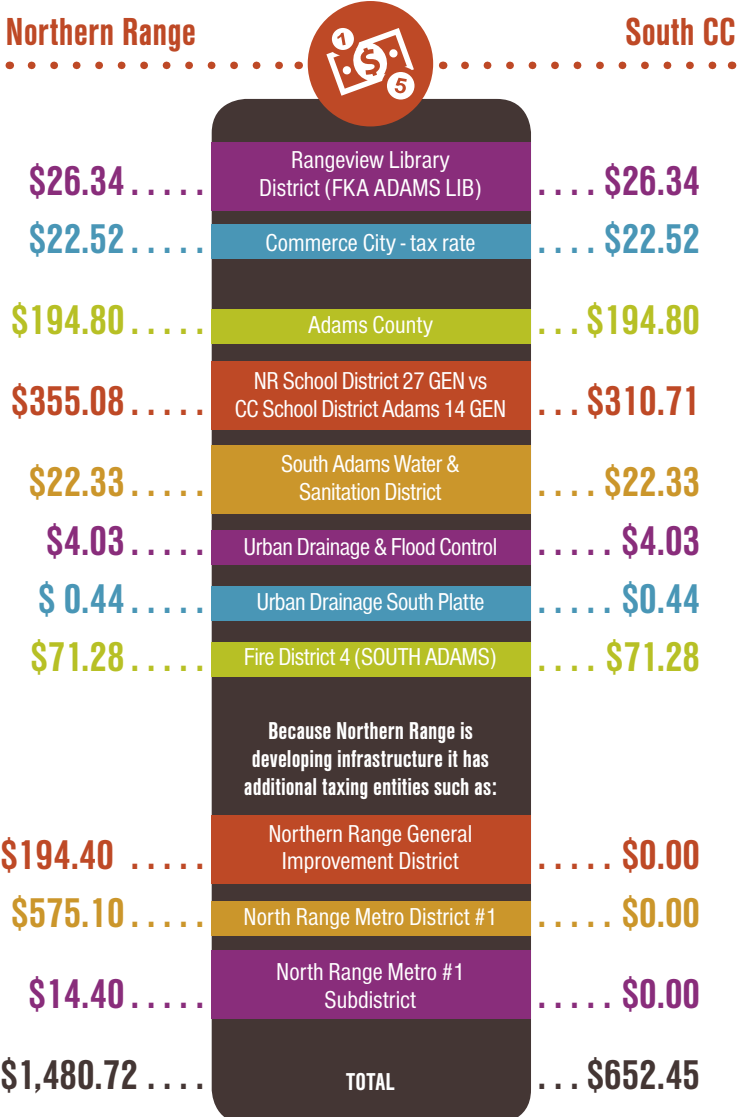 Northern Range South CC
1 $ 5
$26.34 ..... Rangeview Library District (FKA ADAMS LIB) .... $26.34
$22.52 ..... Commerce City - tax rate .... $22.52
$194.80 ..... Adams County ... $194.80
$355.08 ..... NR School District 27 GEN vs CC School District Adams 14 GEN ... $310.71
$22.33 ..... South Adams Water & Sanitation District .... $22.33
$4.03 ..... Urban Drainage & Flood Control ..... $4.03
$ 0.44 ..... Urban Drainage South Platte ..... $0.44
$71.28 ..... Fire District 4 (SOUTH ADAMS) .... $71.28
Because Northern Range is
developing infrastructure it has
additional taxing entities such as:
$194.40 ..... Northern Range General Improvement District ..... $0.00
$575.10 ..... North Range Metro District #1 ..... $0.00
$14.40 ..... North Range Metro #1 Subdistrict ..... $0.00
$1,480.72 .... TOTAL ... $652.45